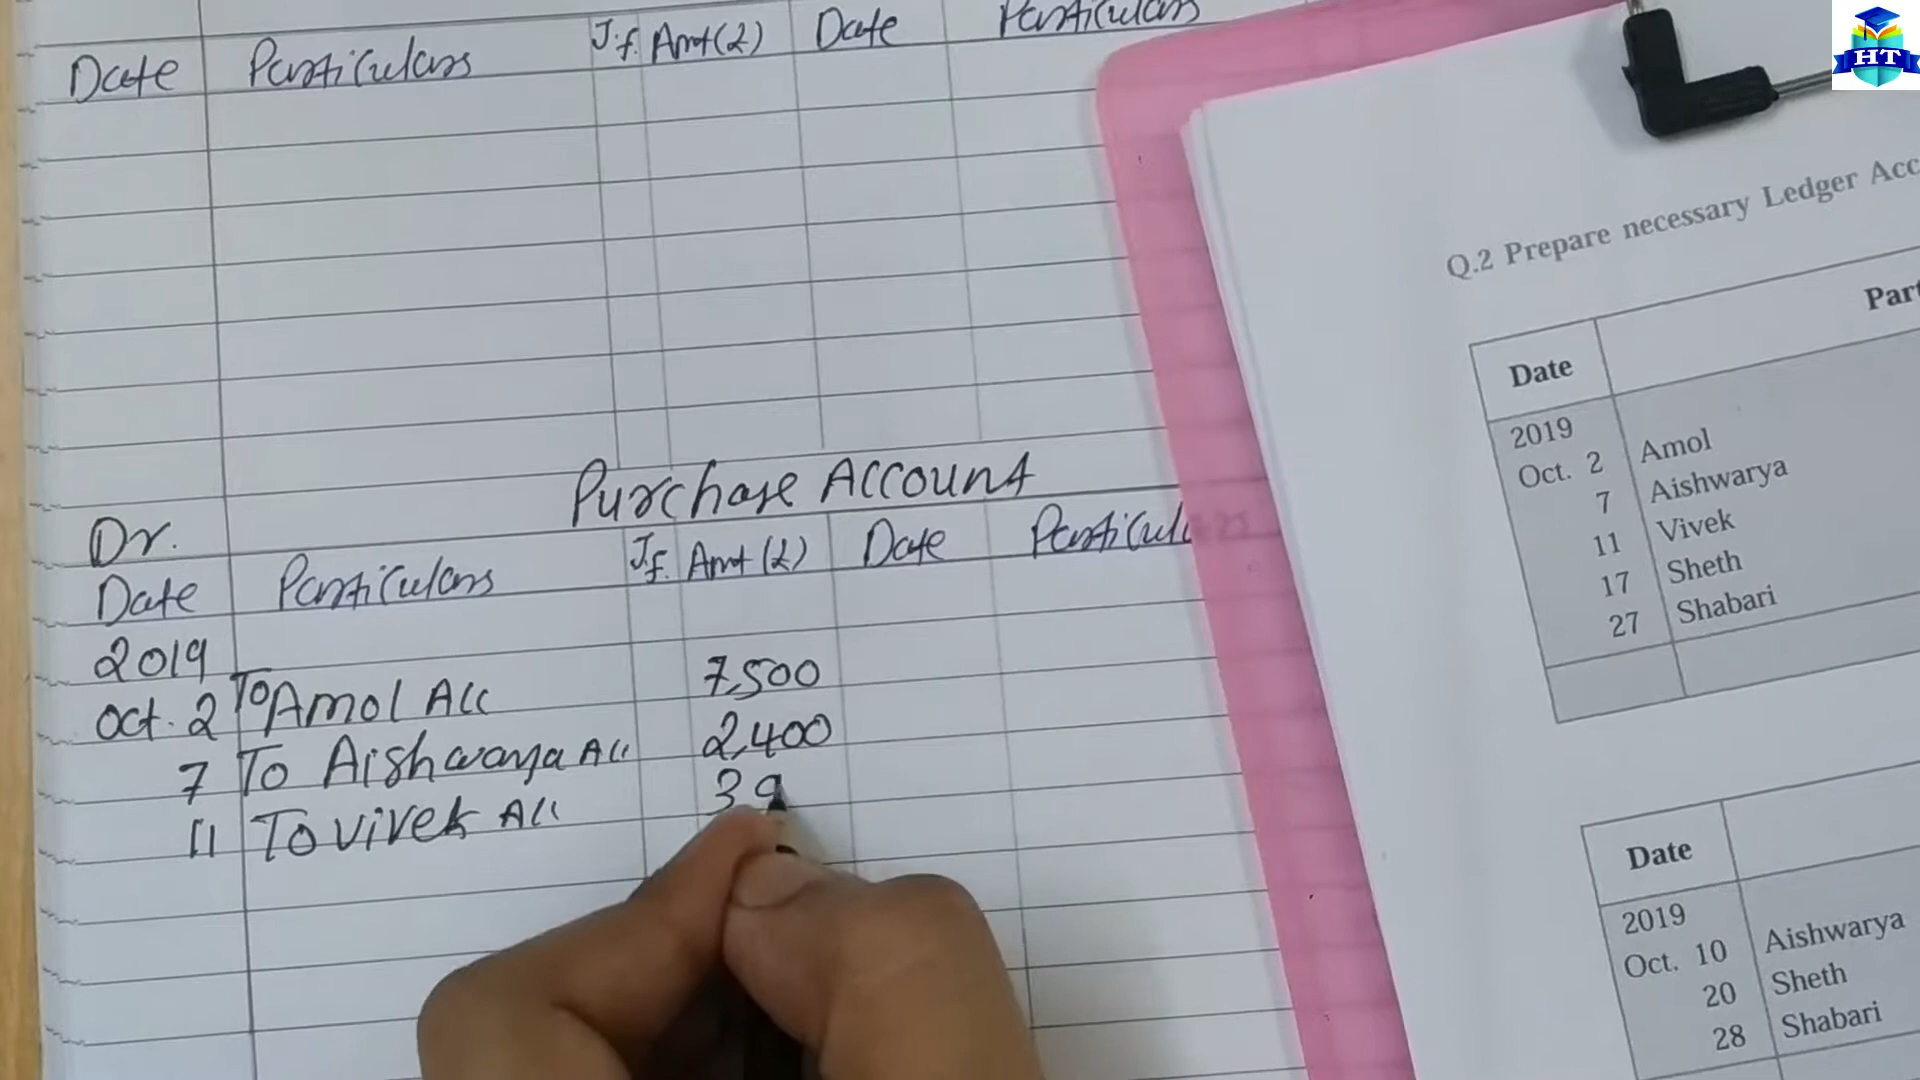 Date Particulars J.f. Amt(₹) Date Particulars
Purchase Account
Dr.
Date Particulars J.f. Amt(₹) Date Particulars
2019
Oct. 2 To Amol A/c 7,500
7 To Aishwarya A/c 2,400
11 To Vivek A/c 39
HT
Q.2 Prepare necessary Ledger Acc
Date Part
2019
Oct. 2 Amol
7 Aishwarya
11 Vivek
17 Sheth
27 Shabari
Date
2019
Oct. 10 Aishwarya
20 Sheth
28 Shabari